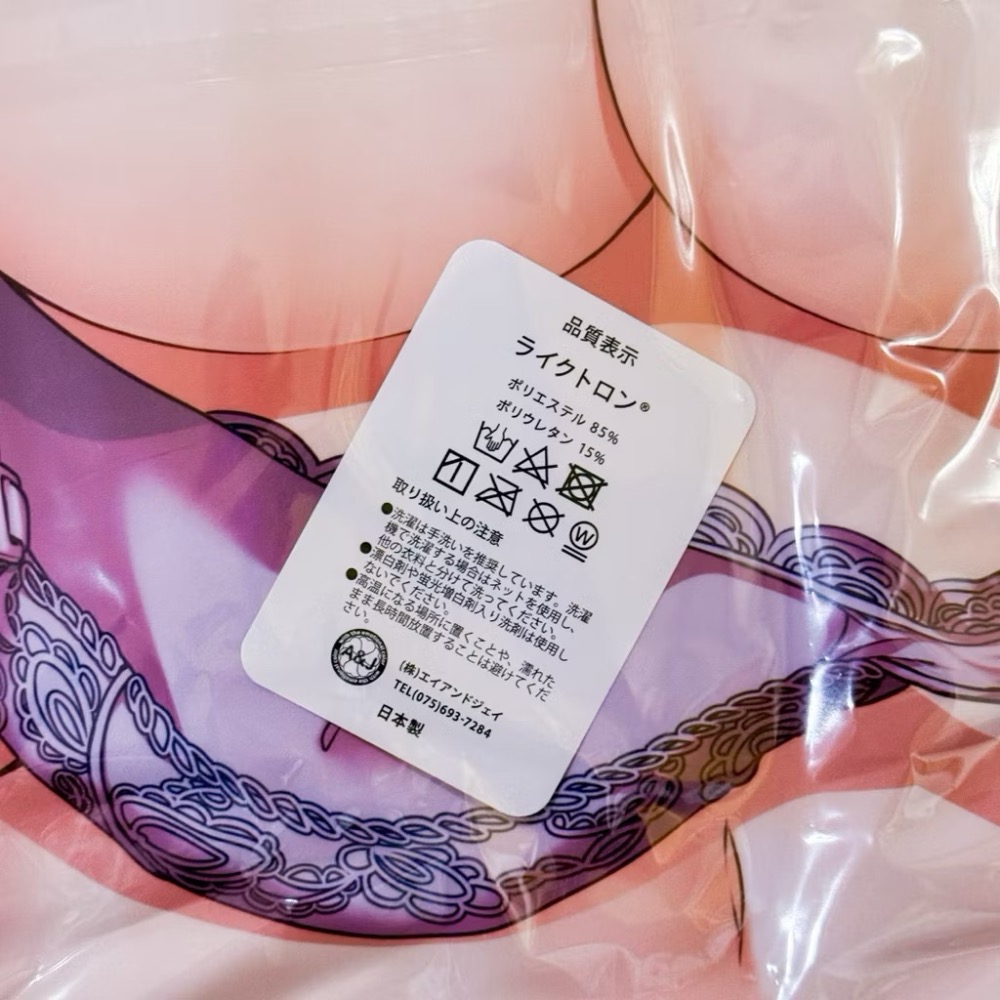 品質表示
ライクトロン®
ポリエステル 85%
ポリウレタン 15%
W
取り扱い上の注意
●洗濯は手洗いを推奨しています。洗濯
機で洗濯する場合はネットを使用し、
他の衣料と分けて洗ってください。
●漂白剤や蛍光増白剤入り洗剤は使用し
ないでください。
●高温になる場所に置くことや、濡れた
まま長時間放置することは避けてくだ
さい。
A&J
(株)エイアンドジェイ
TEL(075)693-7284
日本製